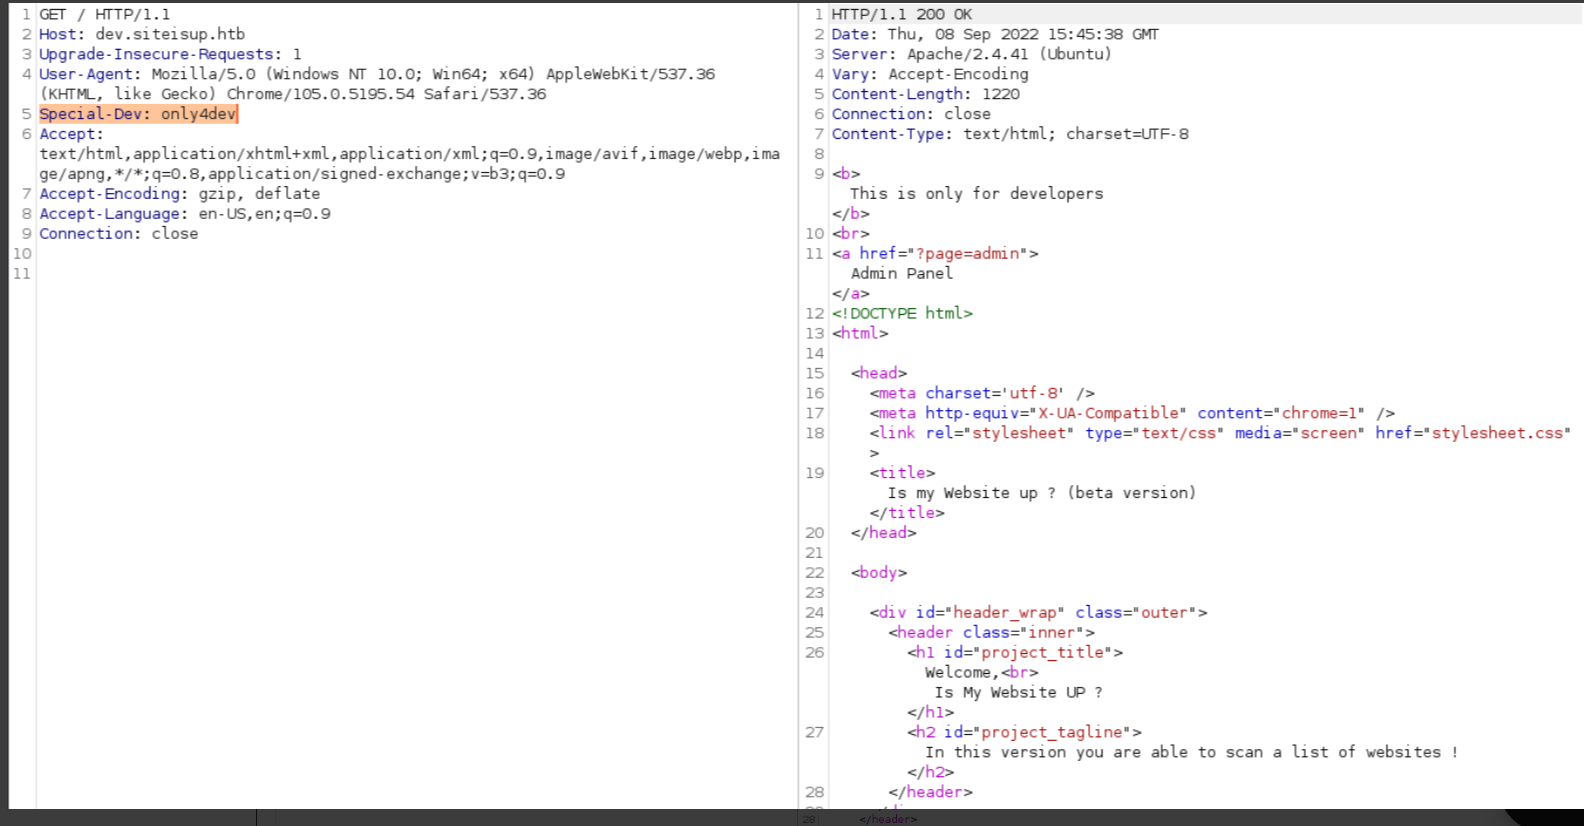 1 GET / HTTP/1.1
2 Host: dev.siteisup.htb
3 Upgrade-Insecure-Requests: 1
4 User-Agent: Mozilla/5.0 (Windows NT 10.0; Win64; x64) AppleWebKit/537.36
(KHTML, like Gecko) Chrome/105.0.5195.54 Safari/537.36
5 Special-Dev: only4dev
6 Accept:
text/html,application/xhtml+xml,application/xml;q=0.9,image/avif,image/webp,ima
ge/apng,*/*;q=0.8,application/signed-exchange;v=b3;q=0.9
7 Accept-Encoding: gzip, deflate
8 Accept-Language: en-US,en;q=0.9
9 Connection: close
10
11
1 HTTP/1.1 200 OK
2 Date: Thu, 08 Sep 2022 15:45:38 GMT
3 Server: Apache/2.4.41 (Ubuntu)
4 Vary: Accept-Encoding
5 Content-Length: 1220
6 Connection: close
7 Content-Type: text/html; charset=UTF-8
8
9 <b>
This is only for developers
</b>
10 <br>
11 <a href="?page=admin">
Admin Panel
</a>
12 <!DOCTYPE html>
13 <html>
14
15 <head>
16 <meta charset='utf-8' />
17 <meta http-equiv="X-UA-Compatible" content="chrome=1" />
18 <link rel="stylesheet" type="text/css" media="screen" href="stylesheet.css"
>
19 <title>
Is my Website up ? (beta version)
</title>
20 </head>
21
22 <body>
23
24 <div id="header_wrap" class="outer">
25 <header class="inner">
26 <h1 id="project_title">
Welcome,<br>
Is My Website UP ?
</h1>
27 <h2 id="project_tagline">
In this version you are able to scan a list of websites !
</h2>
28 </header>
28 </header>